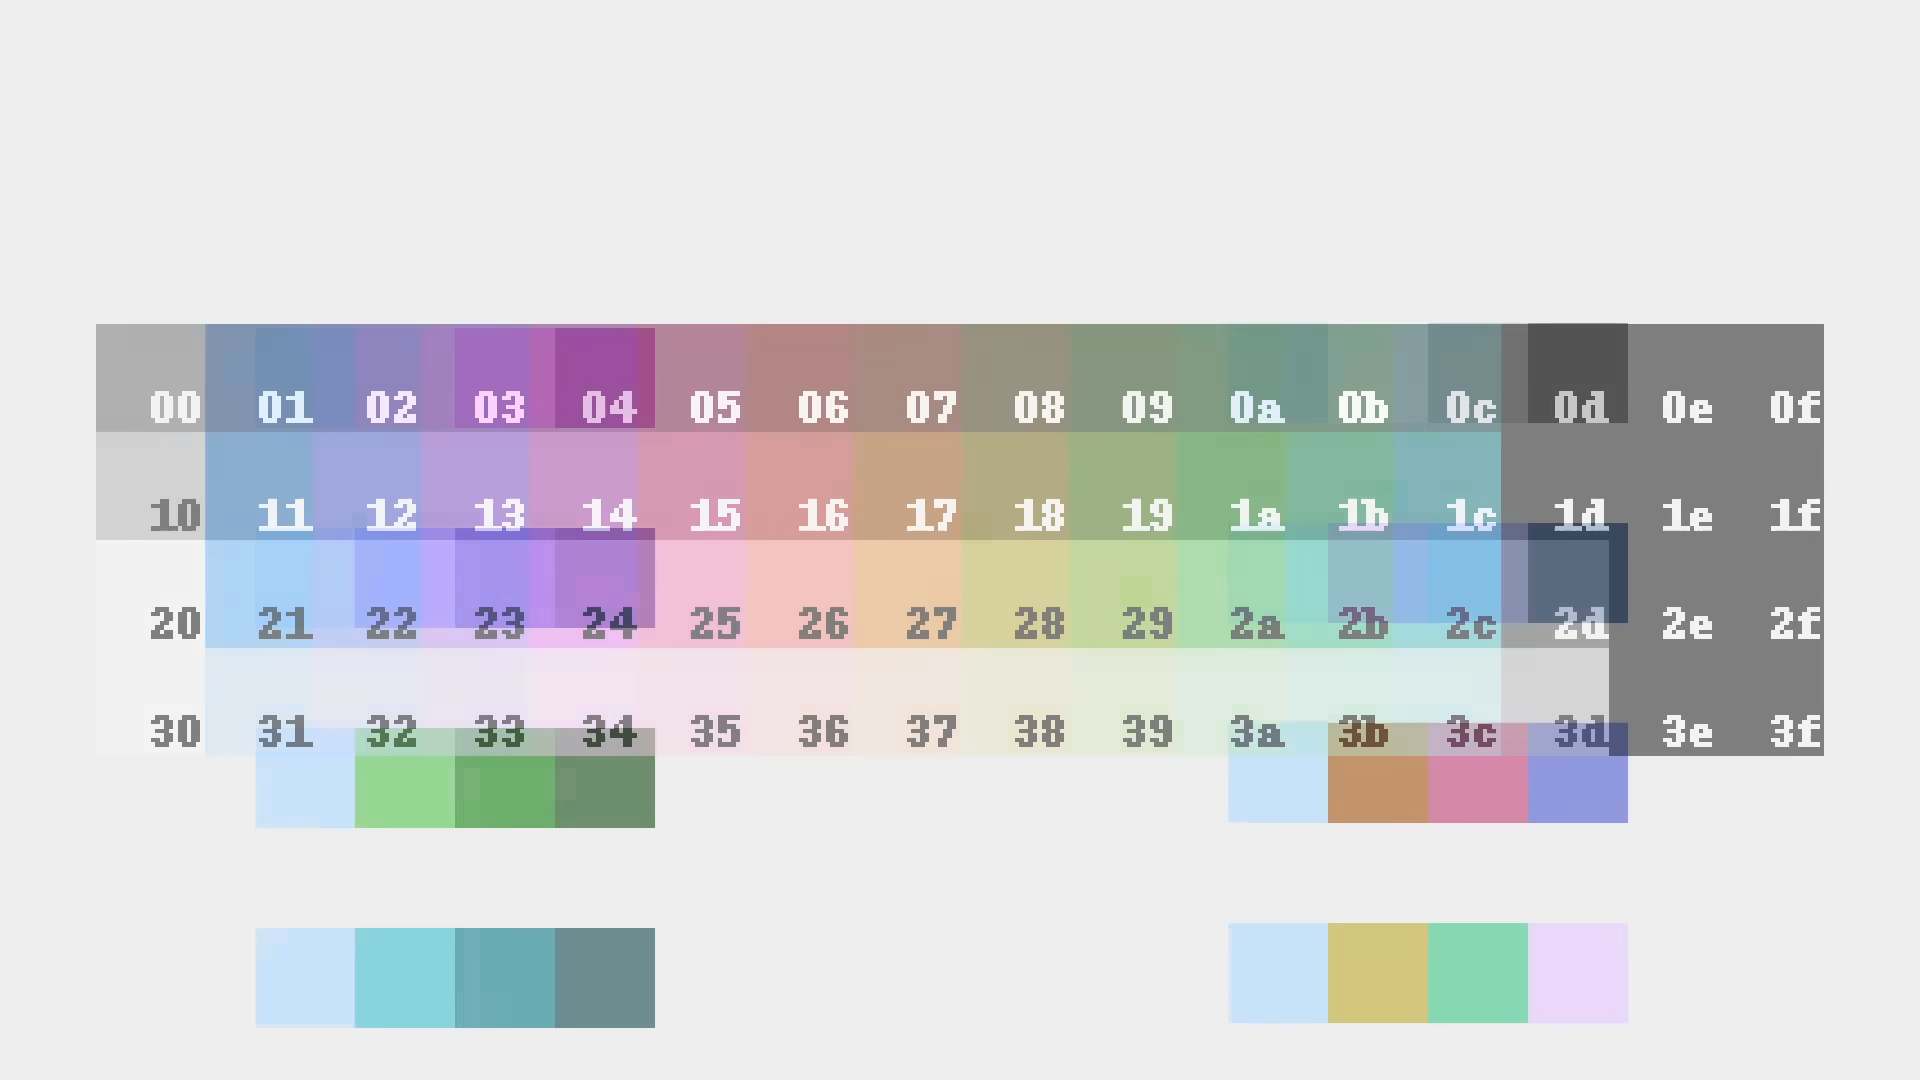 00 01 02 03 04 05 06 07 08 09 0a 0b 0c 0d 0e 0f
10 11 12 13 14 15 16 17 18 19 1a 1b 1c 1d 1e 1f
20 21 22 23 24 25 26 27 28 29 2a 2b 2c 2d 2e 2f
30 31 32 33 34 35 36 37 38 39 3a 3b 3c 3d 3e 3f